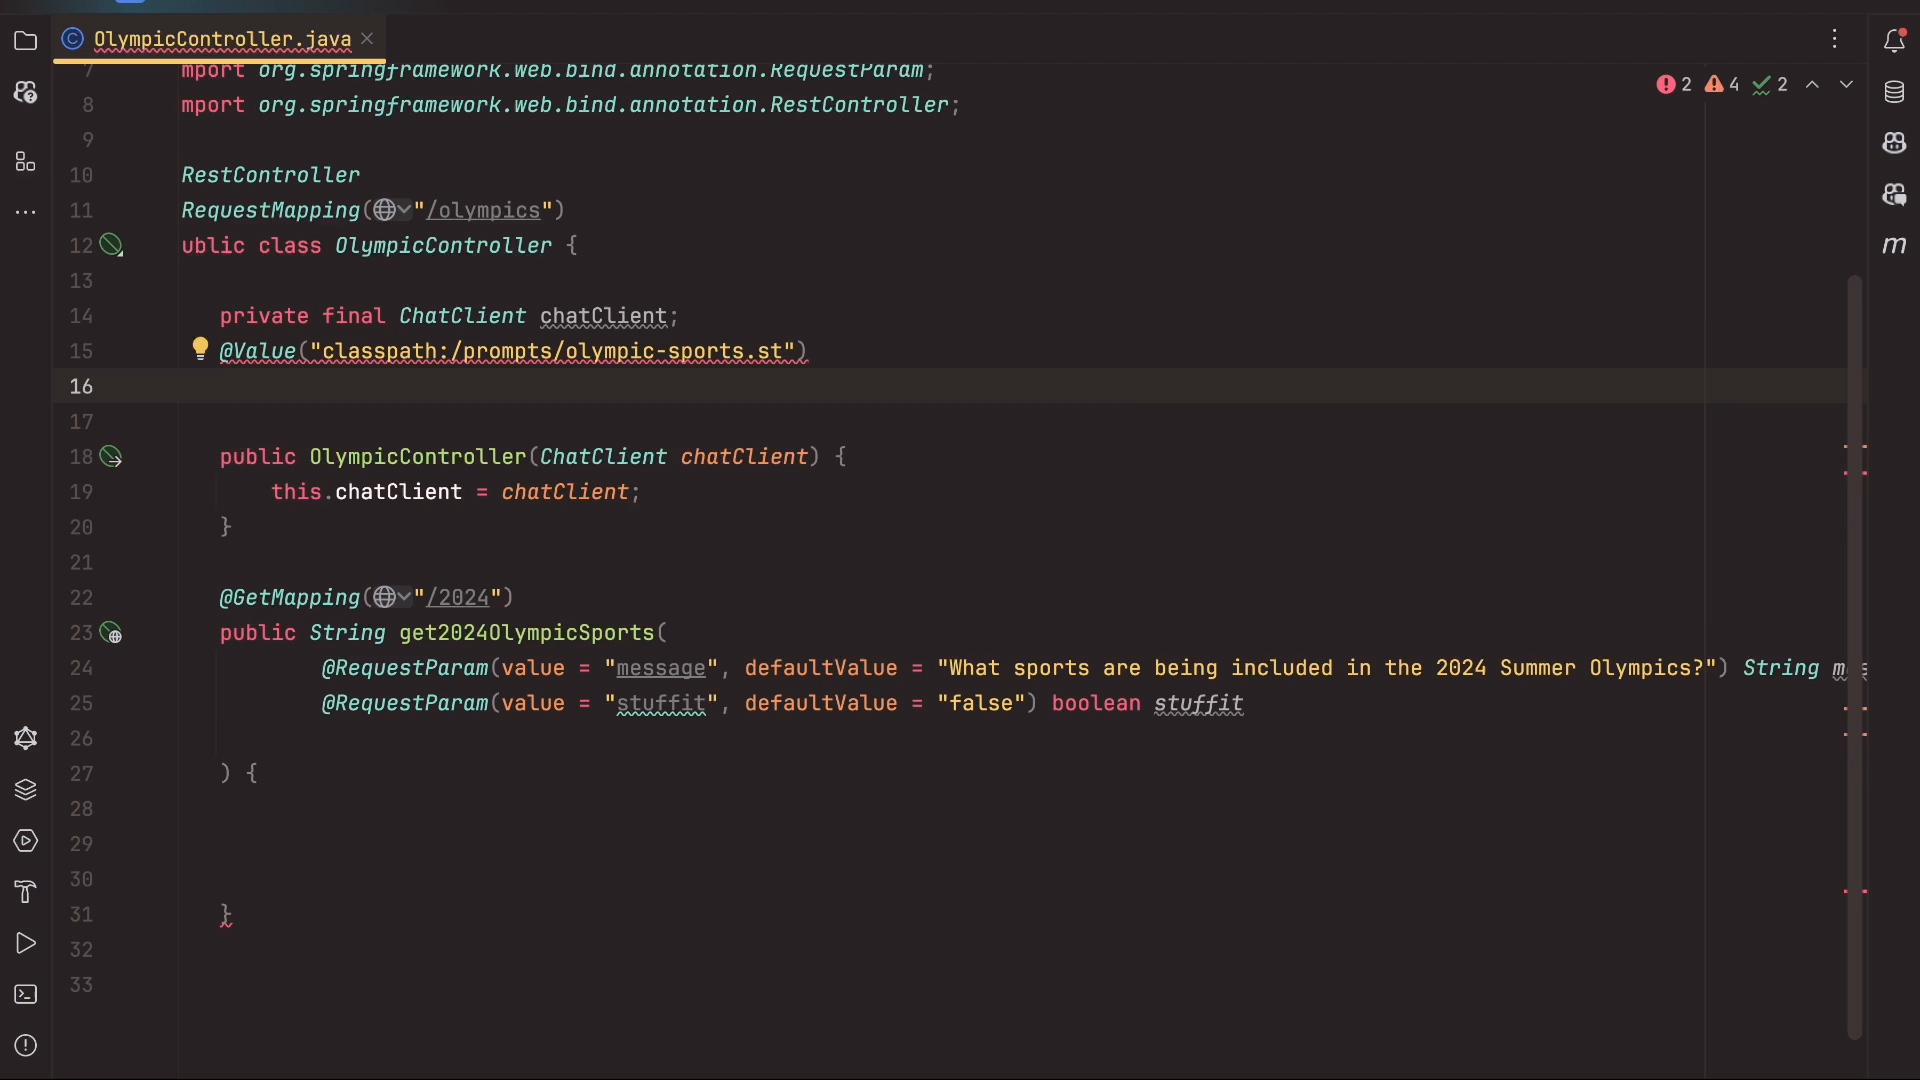 OlympicController.java
2 4 2
7 mport org.springframework.web.bind.annotation.RequestParam;
8 mport org.springframework.web.bind.annotation.RestController;
9
10 RestController
11 RequestMapping("/olympics")
12 ublic class OlympicController {
13
14 private final ChatClient chatClient;
15 @Value("classpath:/prompts/olympic-sports.st")
16
17
18 public OlympicController(ChatClient chatClient) {
19 this.chatClient = chatClient;
20 }
21
22 @GetMapping("/2024")
23 public String get2024OlympicSports(
24 @RequestParam(value = "message", defaultValue = "What sports are being included in the 2024 Summer Olympics?") String
25 @RequestParam(value = "stuffit", defaultValue = "false") boolean stuffit
26
27 ) {
28
29
30
31 }
32
33
m